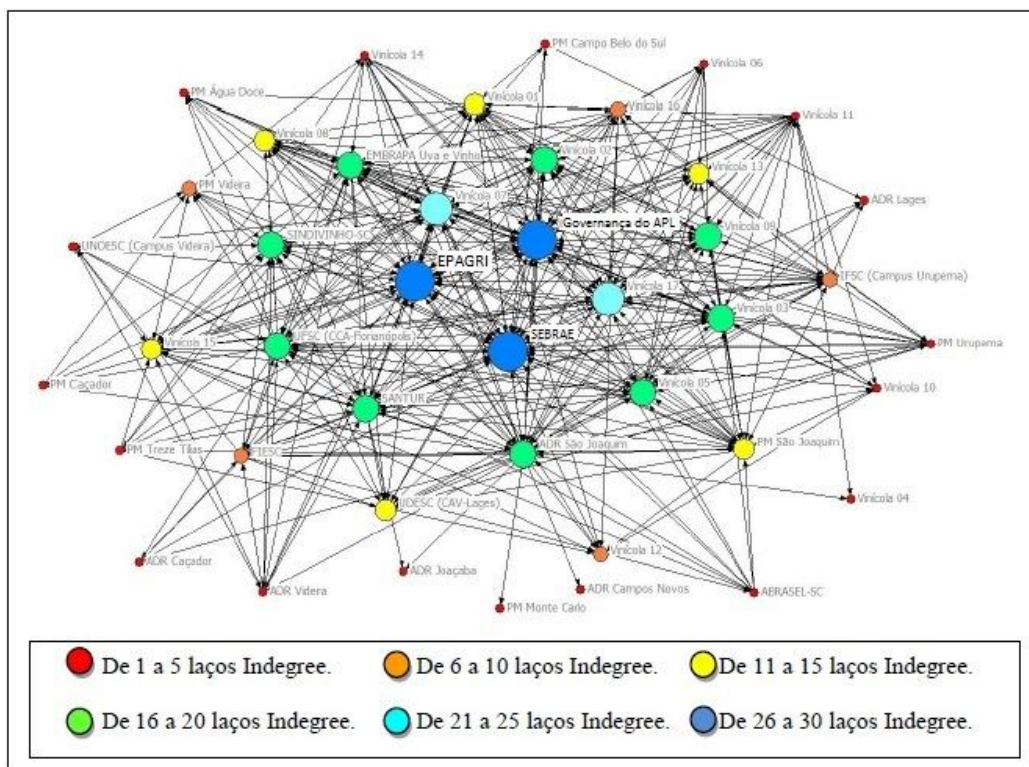 PM Campo Belo do Sul
Vinícola 14
Vinícola 06
PM Água Doce
Vinícola 01
Vinícola 16
Vinícola 11
Vinícola 08
EMBRAPA Uva e Vinho
Vinícola 02
Vinícola 13
PM Videira
Vinícola 07
ADR Lages
Governança do APL
SINDIVINHO-SC
Vinícola 09
UNOESC (Campus Videira)
EPAGRI
IFSC (Campus Urupema)
Vinícola 17
Vinícola 03
SEBRAE
UFSC (CCA-Florianópolis)
PM Urupema
Vinícola 15
PM Caçador
Vinícola 05
Vinícola 10
SANTUR
ADR São Joaquim
PM São Joaquim
PM Treze Tílias
FIESC
Vinícola 04
UDESC (CAV-Lages)
Vinícola 12
ADR Caçador
ADR Joaçaba
ADR Videra
ADR Campos Novos
ABRASEL-SC
PM Monte Carlo
De 1 a 5 laços Indegree.
De 6 a 10 laços Indegree.
De 11 a 15 laços Indegree.
De 16 a 20 laços Indegree.
De 21 a 25 laços Indegree.
De 26 a 30 laços Indegree.